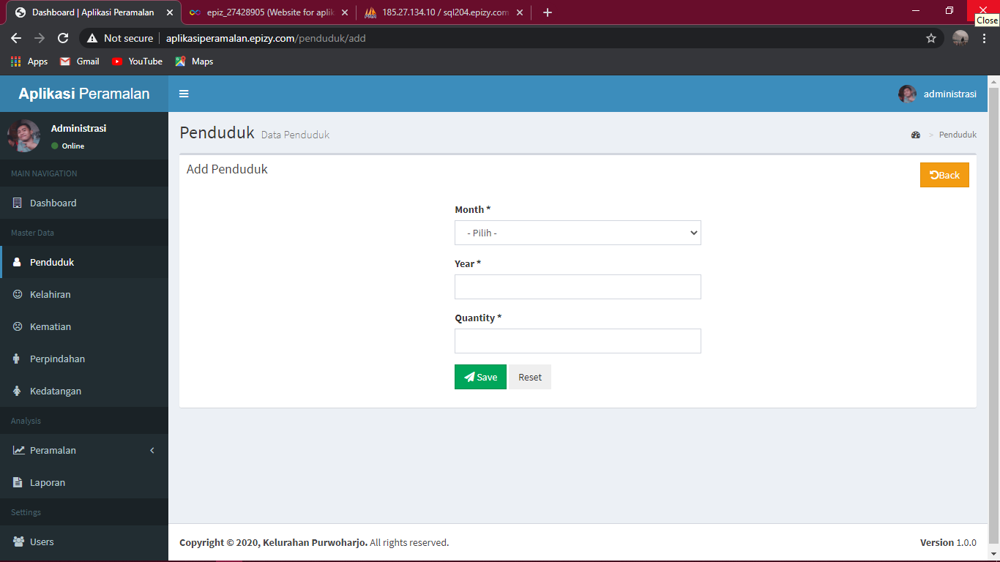 Dashboard | Aplikasi Peramalan
epiz_27428905 (Website for aplik
185.27.134.10 / sql204.epizy.com
Close
Not secure
aplikasiperamalan.epizy.com/penduduk/add
Apps
Gmail
YouTube
Maps
Aplikasi Peramalan
administrasi
Administrasi
Online
Penduduk Data Penduduk
> Penduduk
MAIN NAVIGATION
Dashboard
Master Data
Penduduk
Kelahiran
Kematian
Perpindahan
Kedatangan
Analysis
Peramalan
Laporan
Settings
Users
Add Penduduk
Back
Month *
- Pilih -
Year *
Quantity *
Save
Reset
Copyright © 2020, Kelurahan Purwoharjo. All rights reserved.
Version 1.0.0